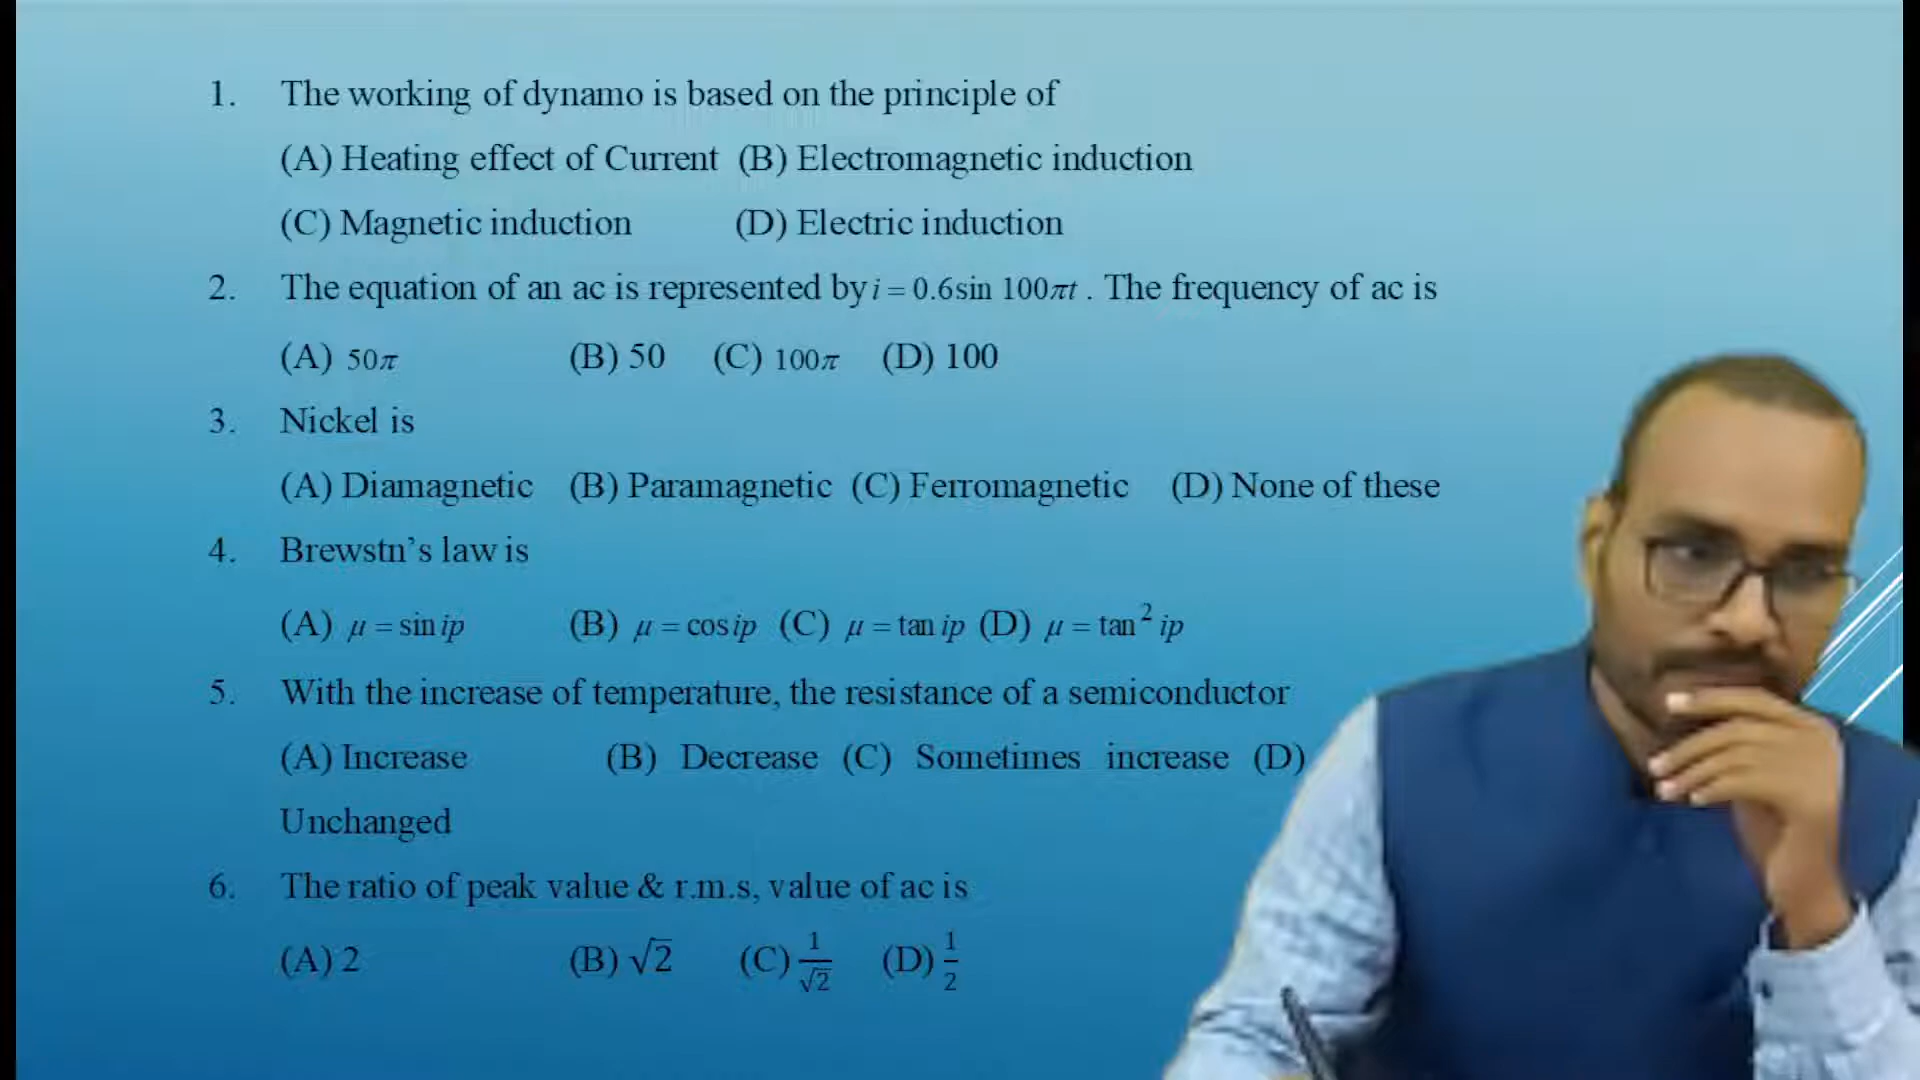 1. The working of dynamo is based on the principle of
(A) Heating effect of Current (B) Electromagnetic induction
(C) Magnetic induction (D) Electric induction
2. The equation of an ac is represented by i = 0.6sin 100πt . The frequency of ac is
(A) 50π (B) 50 (C) 100π (D) 100
3. Nickel is
(A) Diamagnetic (B) Paramagnetic (C) Ferromagnetic (D) None of these
4. Brewstn’s law is
(A) μ = sin ip (B) μ = cos ip (C) μ = tan ip (D) μ = tan² ip
5. With the increase of temperature, the resistance of a semiconductor
(A) Increase (B) Decrease (C) Sometimes increase (D)
Unchanged
6. The ratio of peak value & r.m.s, value of ac is
(A) 2 (B) √2 (C) 1/√2 (D) 1/2